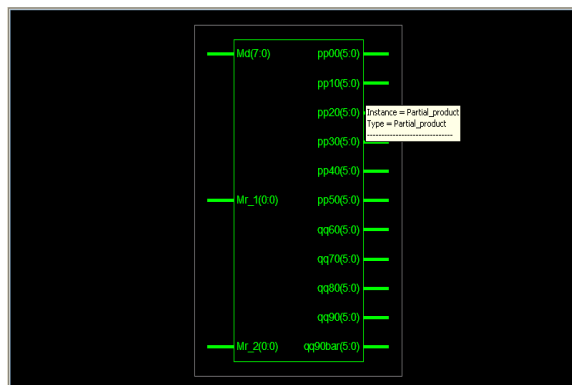 Md(7:0)
pp00(5:0)
pp10(5:0)
pp20(5:0)
Instance = Partial_product
Type = Partial_product
------------------------------
pp30(5:0)
pp40(5:0)
Mr_1(0:0)
pp50(5:0)
qq60(5:0)
qq70(5:0)
qq80(5:0)
qq90(5:0)
Mr_2(0:0)
qq90bar(5:0)